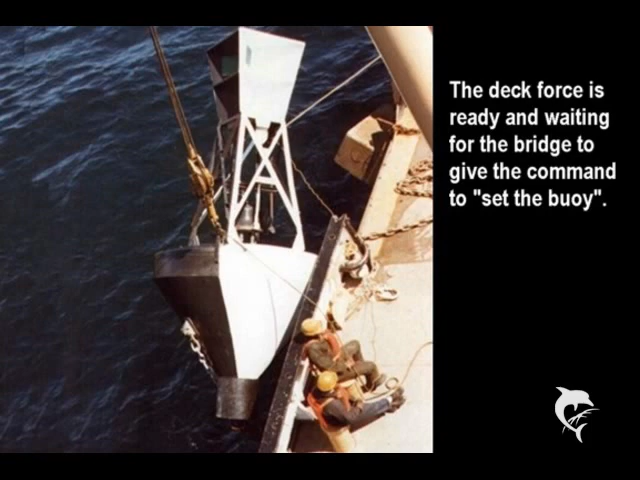 The deck force is
ready and waiting
for the bridge to
give the command
to "set the buoy".